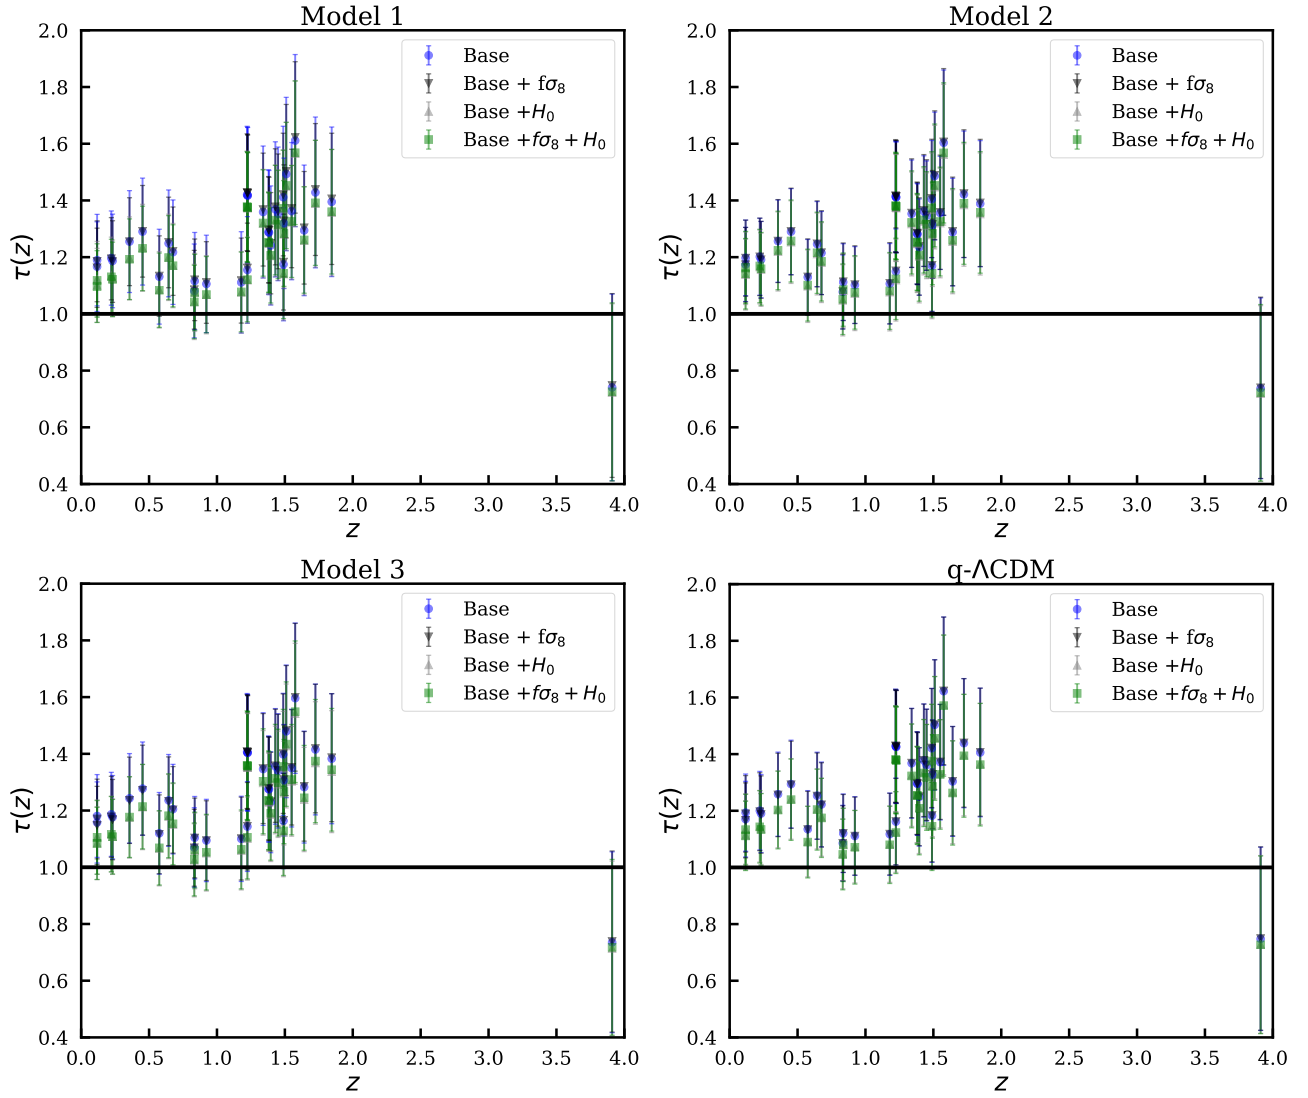 Model 1
2.0
1.8
1.6
1.4
1.2
1.0
0.8
0.6
0.4
τ(z)
Base
Base + fσ₈
Base +H₀
Base +fσ₈ + H₀
0.0 0.5 1.0 1.5 2.0 2.5 3.0 3.5 4.0
z
Model 2
2.0
1.8
1.6
1.4
1.2
1.0
0.8
0.6
0.4
τ(z)
Base
Base + fσ₈
Base +H₀
Base +fσ₈ + H₀
0.0 0.5 1.0 1.5 2.0 2.5 3.0 3.5 4.0
z
Model 3
2.0
1.8
1.6
1.4
1.2
1.0
0.8
0.6
0.4
τ(z)
Base
Base + fσ₈
Base +H₀
Base +fσ₈ + H₀
0.0 0.5 1.0 1.5 2.0 2.5 3.0 3.5 4.0
z
q-ΛCDM
2.0
1.8
1.6
1.4
1.2
1.0
0.8
0.6
0.4
τ(z)
Base
Base + fσ₈
Base +H₀
Base +fσ₈ + H₀
0.0 0.5 1.0 1.5 2.0 2.5 3.0 3.5 4.0
z